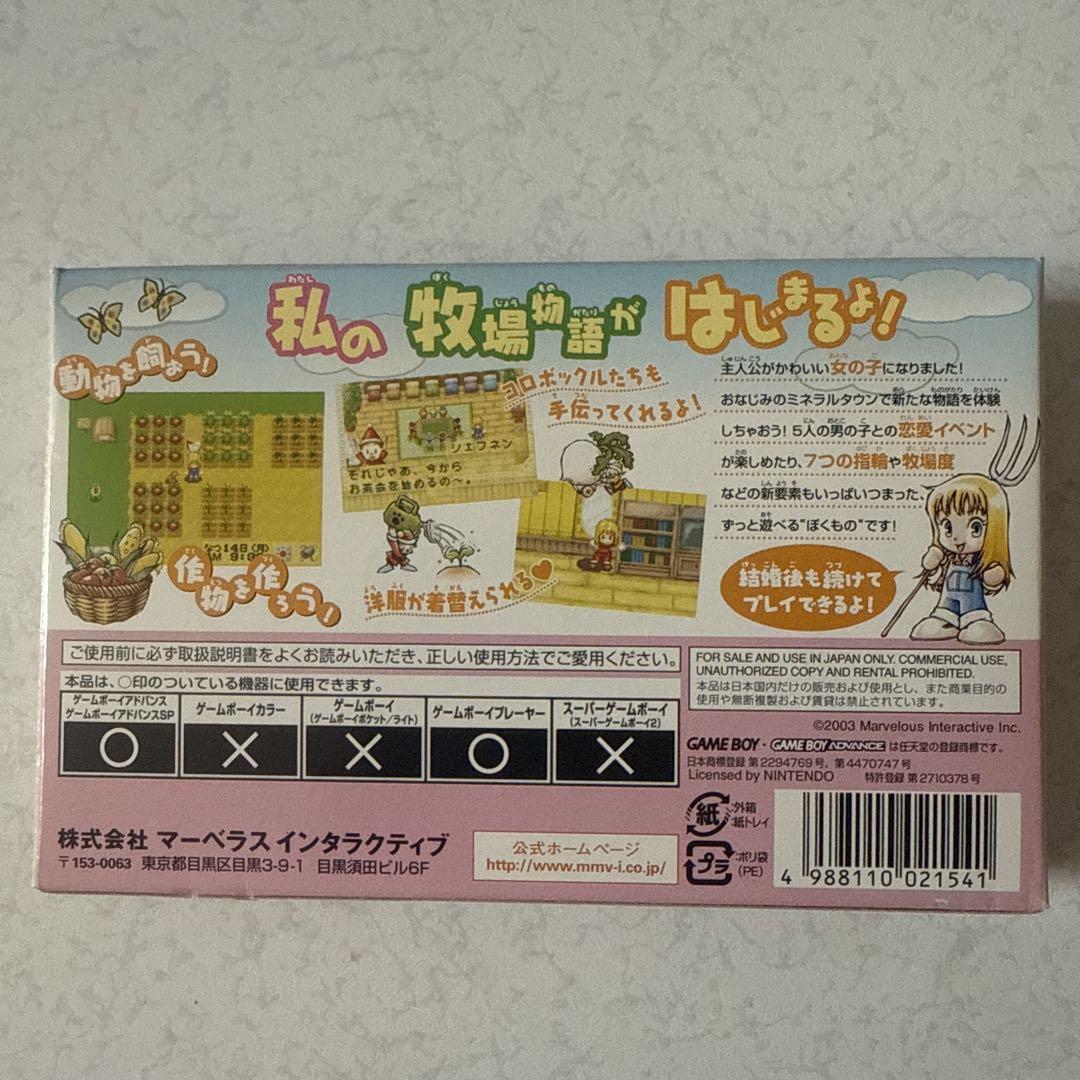 私の 牧場物語が はじまるよ!
わたし ぼく じょう もの がたり
動物を飼おう!
コロボックルたちも
手伝ってくれるよ!
シェフネン
それじゃあ、今から
お茶会を始めるの〜。
なつ14日(月)
作物を作ろう!
洋服が着替えられる♥
主人公がかわいい女の子になりました!
おなじみのミネラルタウンで新たな物語を体験
しちゃおう!5人の男の子との恋愛イベント
が楽しめたり、7つの指輪や牧場度
などの新要素もいっぱいつまった、
ずっと遊べる"ぼくもの"です!
結婚後も続けて
プレイできるよ!
ご使用前に必ず取扱説明書をよくお読みいただき、正しい使用方法でご愛用ください。
本品は、○印のついている機器に使用できます。
ゲームボーイアドバンス
ゲームボーイアドバンスSP
○
ゲームボーイカラー
×
ゲームボーイ
(ゲームボーイポケット/ライト)
×
ゲームボーイプレーヤー
○
スーパーゲームボーイ
(スーパーゲームボーイ2)
×
FOR SALE AND USE IN JAPAN ONLY. COMMERCIAL USE,
UNAUTHORIZED COPY AND RENTAL PROHIBITED.
本品は日本国内だけの販売および使用とし、また商業目的の
使用や無断複製および賃貸は禁止されています。
©2003 Marvelous Interactive Inc.
GAME BOY・GAME BOY ADVANCE は任天堂の登録商標です。
日本商標登録 第2294769号、第4470747号
Licensed by NINTENDO 特許登録 第2710378号
株式会社 マーベラス インタラクティブ
〒153-0063 東京都目黒区目黒3-9-1 目黒須田ビル6F
公式ホームページ
http://www.mmv-i.co.jp/
紙 :外箱
:紙トレイ
プラ :ポリ袋
(PE)
4 988110 021541